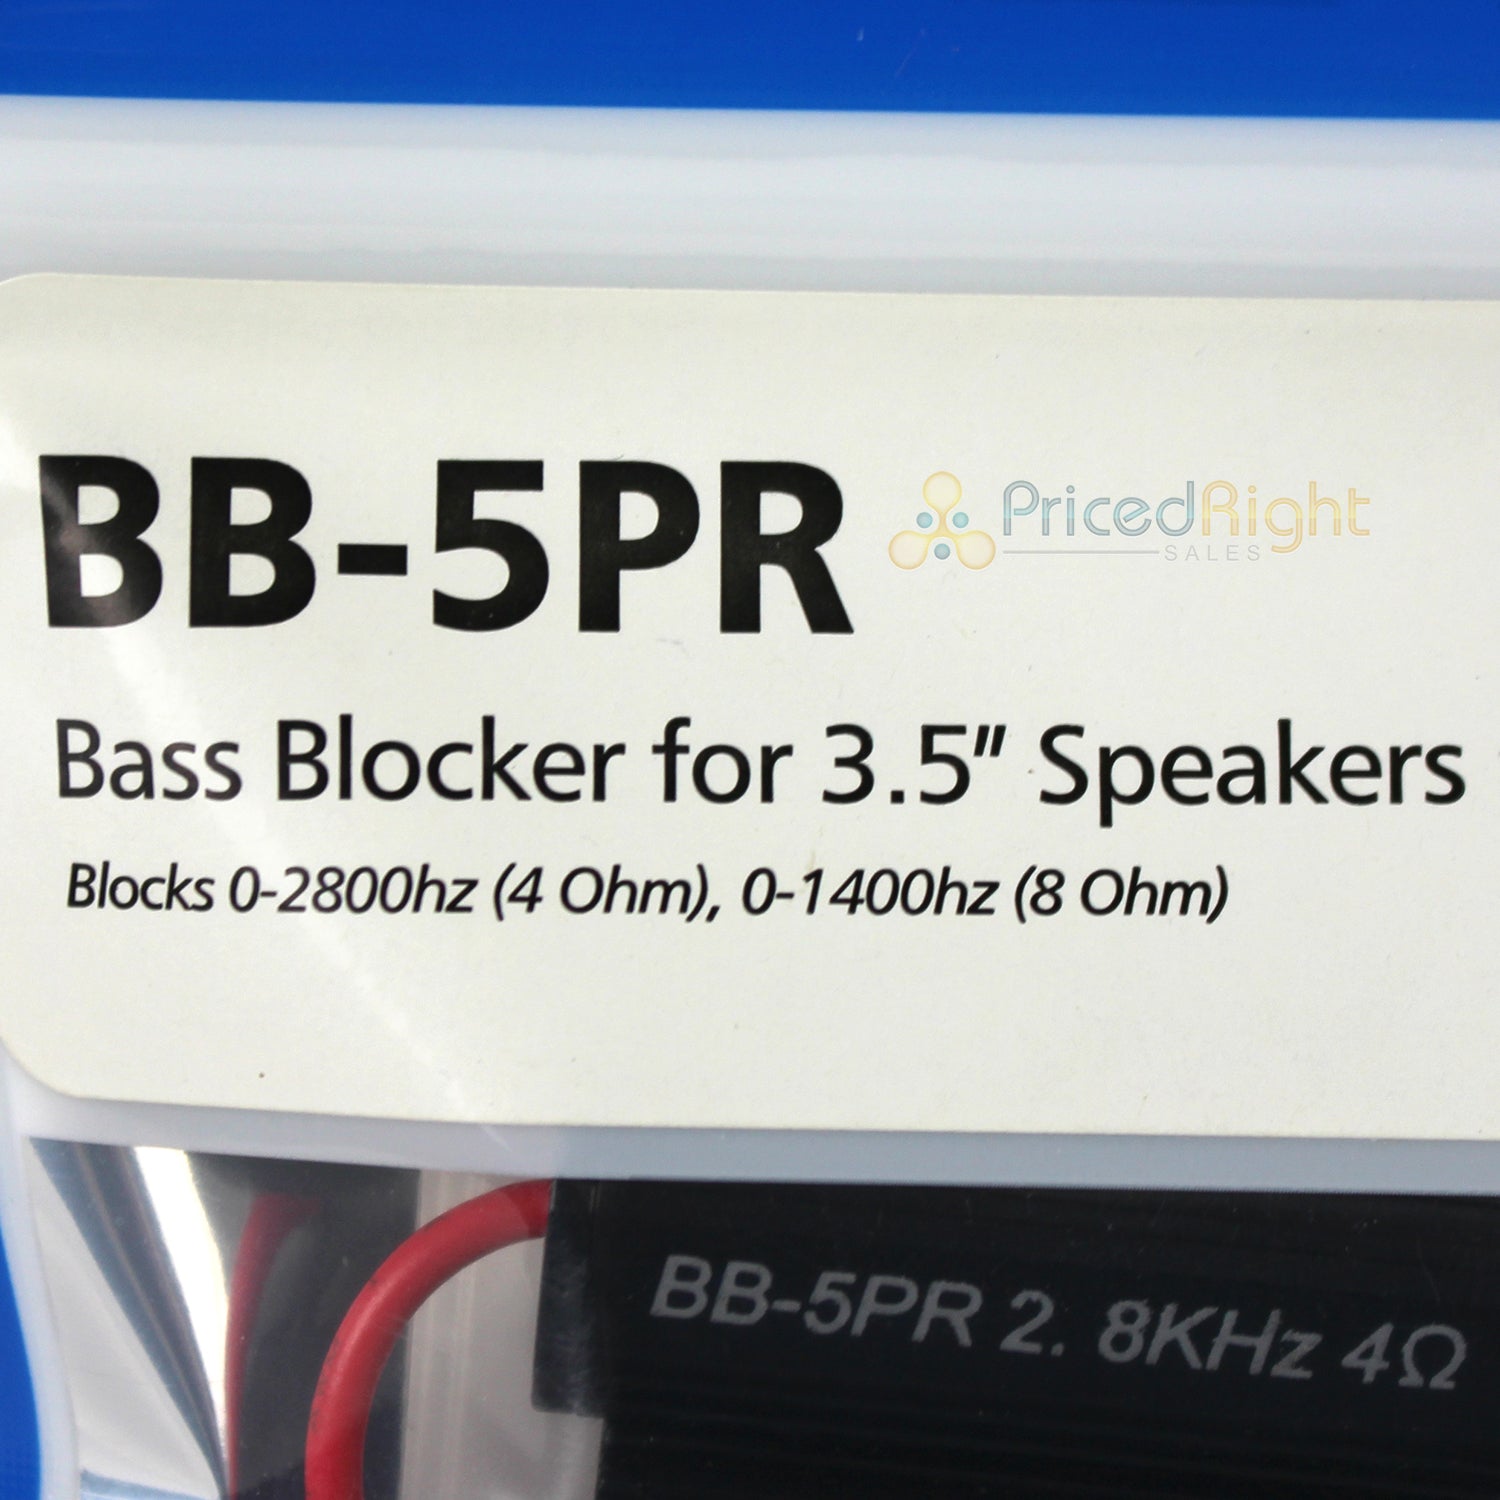 BB-5PR
PricedRight
SALES
Bass Blocker for 3.5" Speakers
Blocks 0-2800hz (4 Ohm), 0-1400hz (8 Ohm)
BB-5PR 2. 8KHz 4Ω